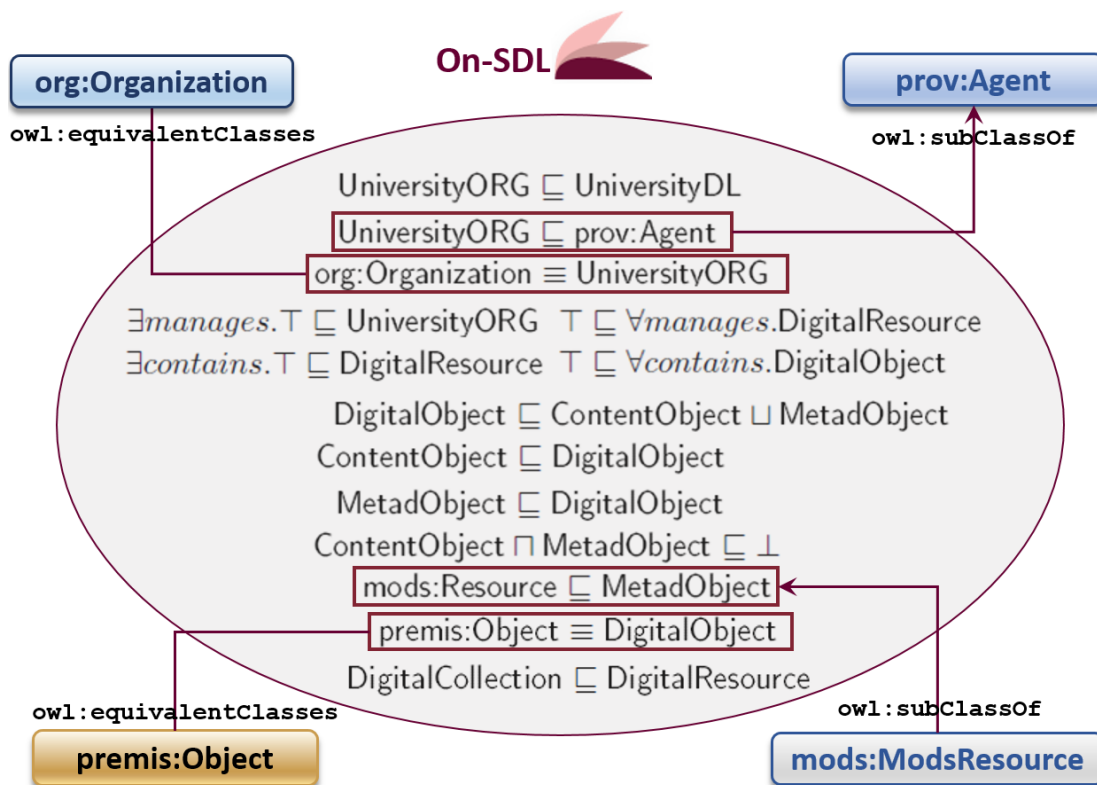 On-SDL
org:Organization
prov:Agent
owl:equivalentClasses
owl:subClassOf
UniversityORG ⊑ UniversityDL
UniversityORG ⊑ prov:Agent
org:Organization ≡ UniversityORG
∃manages.⊤ ⊑ UniversityORG ⊤ ⊑ ∀manages.DigitalResource
∃contains.⊤ ⊑ DigitalResource ⊤ ⊑ ∀contains.DigitalObject
DigitalObject ⊑ ContentObject ⊔ MetadObject
ContentObject ⊑ DigitalObject
MetadObject ⊑ DigitalObject
ContentObject ⊓ MetadObject ⊑ ⊥
mods:Resource ⊑ MetadObject
premis:Object ≡ DigitalObject
DigitalCollection ⊑ DigitalResource
owl:equivalentClasses
owl:subClassOf
premis:Object
mods:ModsResource